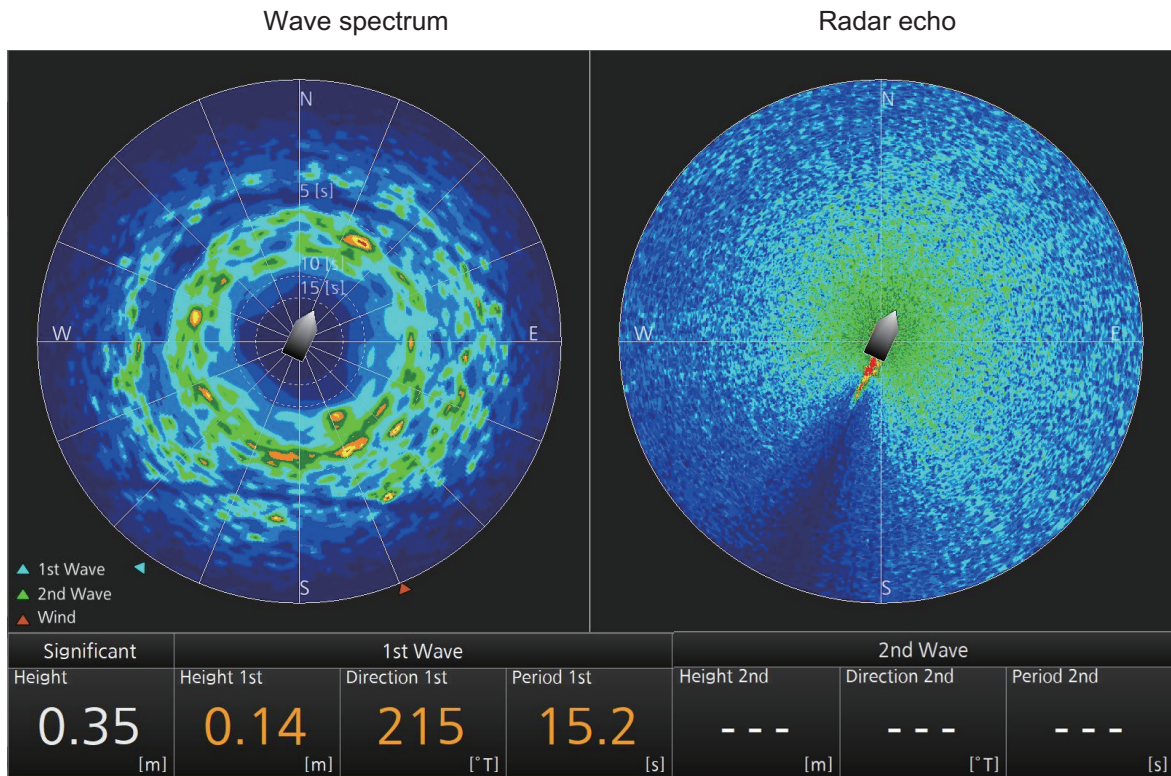 Wave spectrum
Radar echo
N
5 [s]
10 [s]
15 [s]
W
E
S
1st Wave
2nd Wave
Wind
N
W
E
S
Significant
1st Wave
2nd Wave
Height
Height 1st
Direction 1st
Period 1st
Height 2nd
Direction 2nd
Period 2nd
0.35
0.14
215
15.2
---
---
---
[m]
[m]
[°T]
[s]
[m]
[°T]
[s]